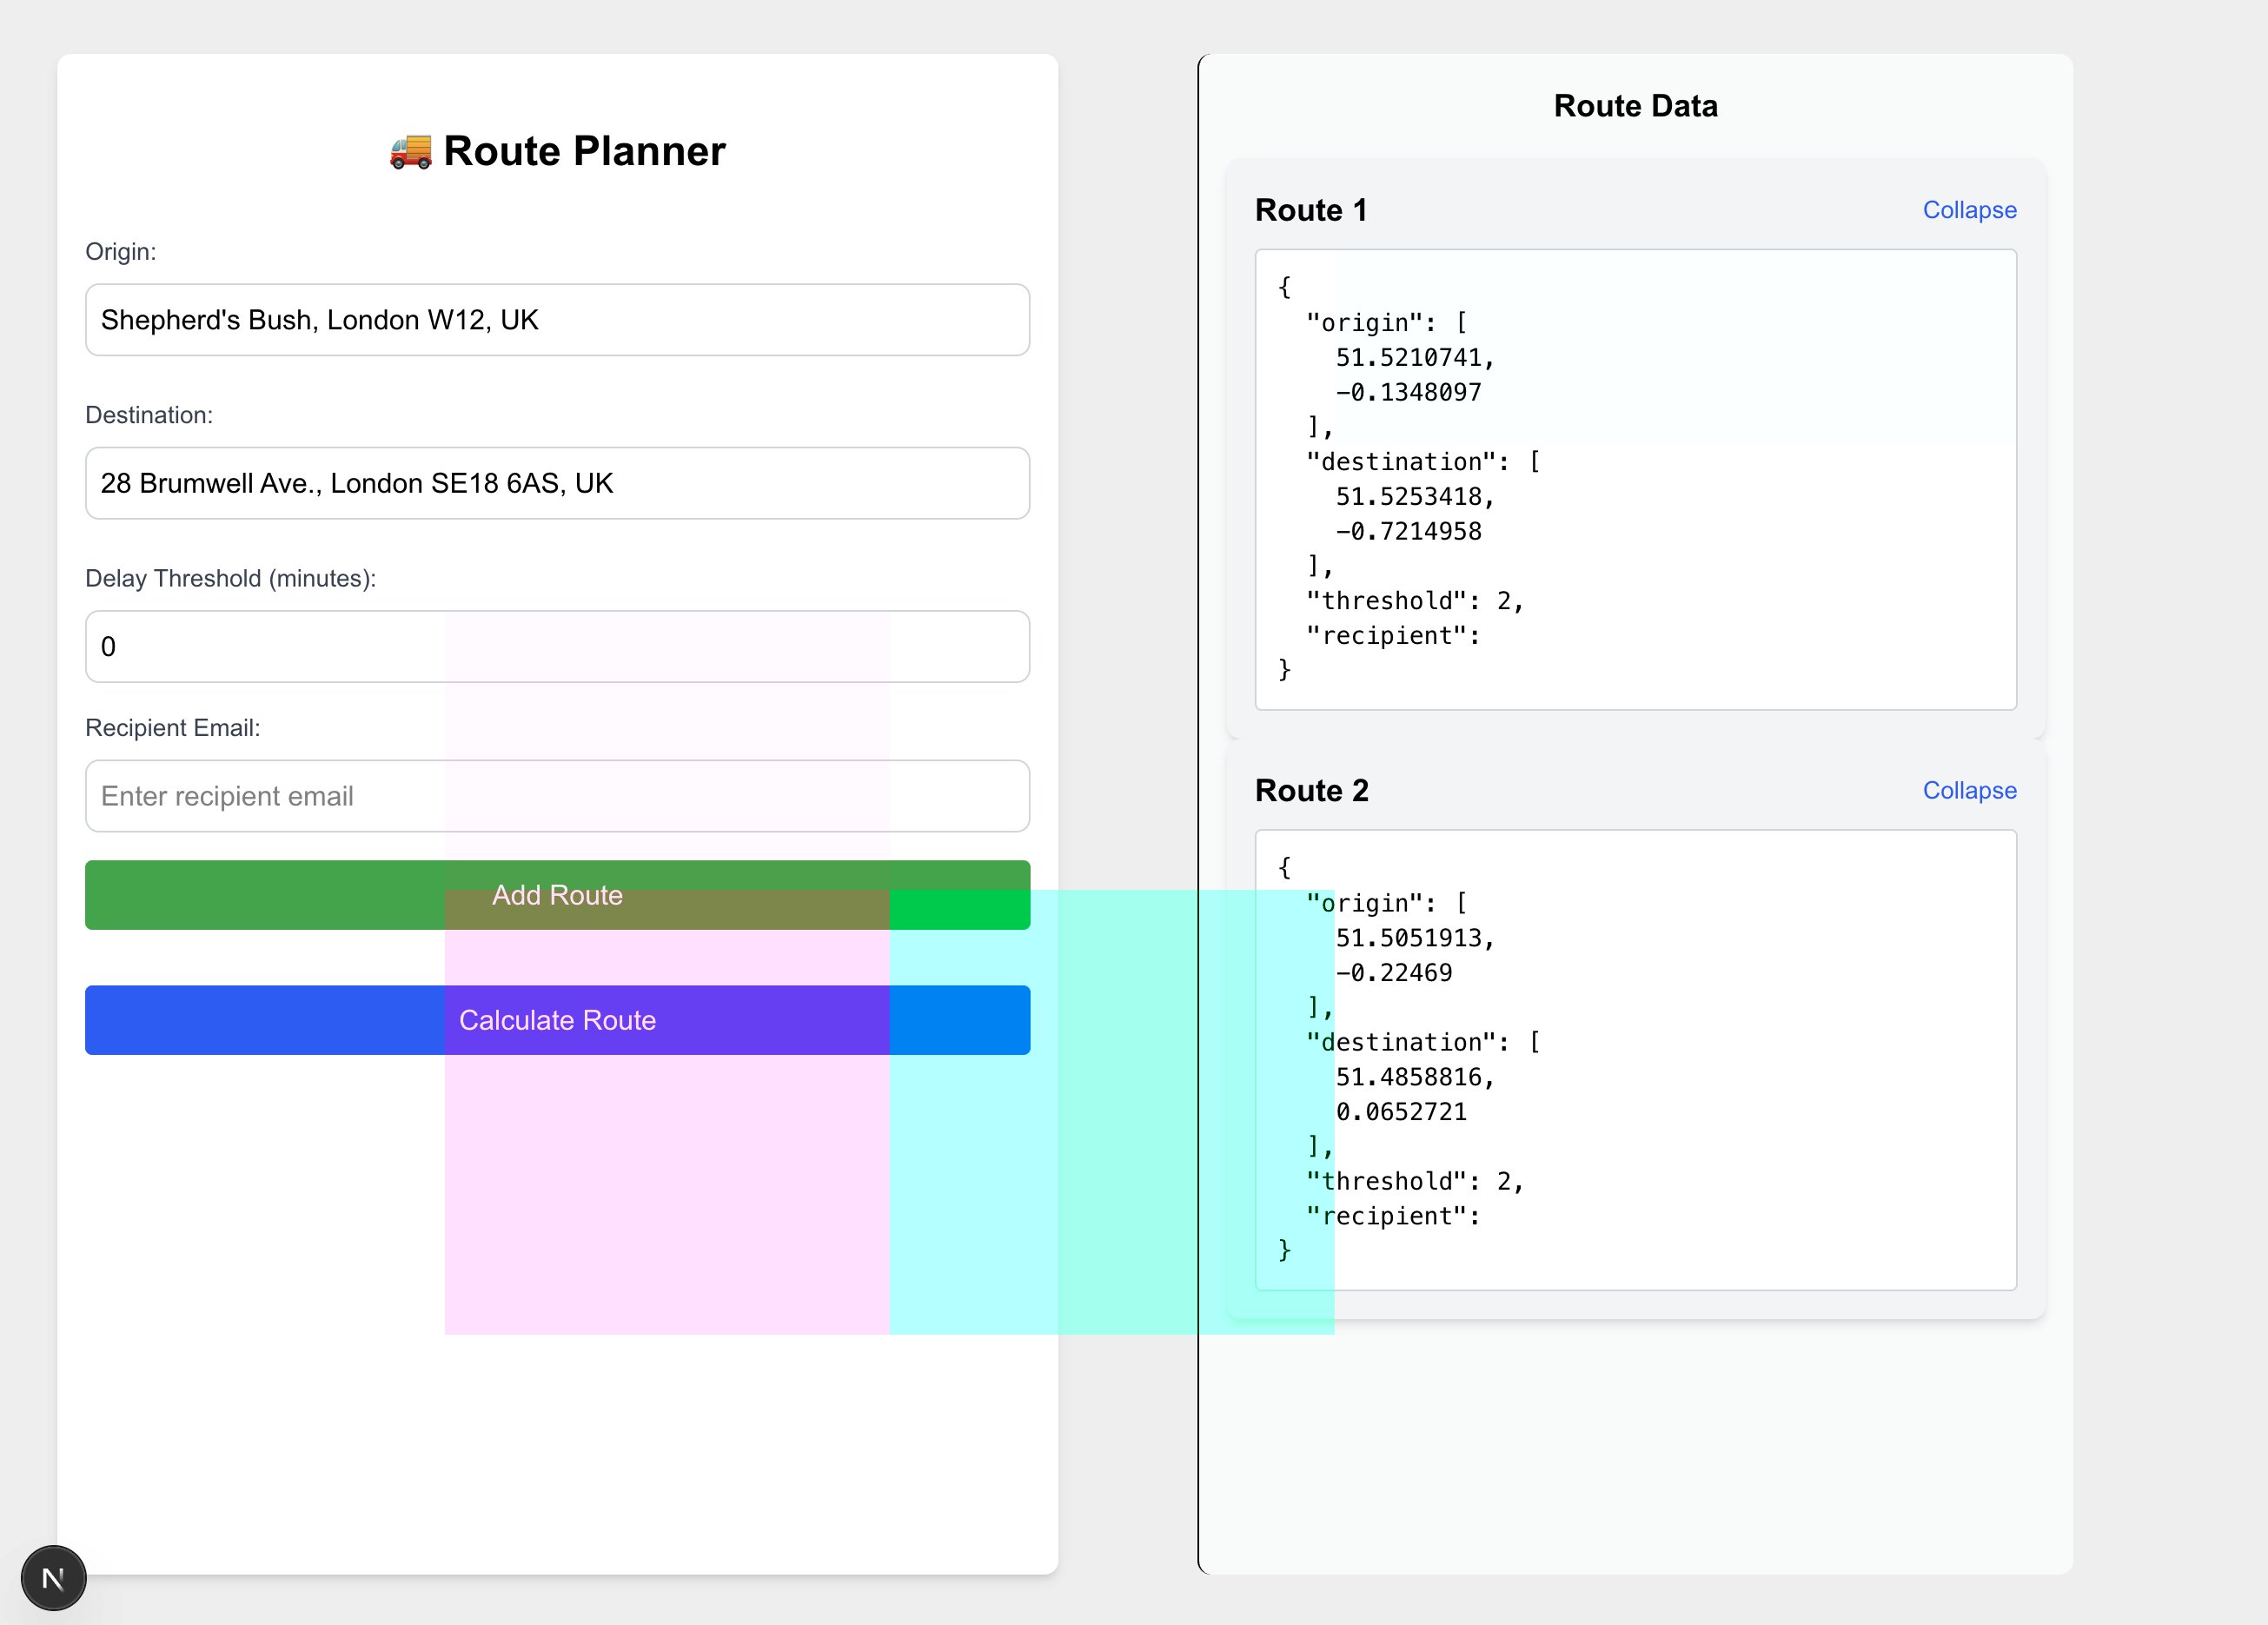 🚚 Route Planner
Origin:
Shepherd's Bush, London W12, UK
Destination:
28 Brumwell Ave., London SE18 6AS, UK
Delay Threshold (minutes):
0
Recipient Email:
Enter recipient email
Add Route
Calculate Route
N
Route Data
Route 1
Collapse
{
  "origin": [
    51.5210741,
    -0.1348097
  ],
  "destination": [
    51.5253418,
    -0.7214958
  ],
  "threshold": 2,
  "recipient":
}
Route 2
Collapse
{
  "origin": [
    51.5051913,
    -0.22469
  ],
  "destination": [
    51.4858816,
    0.0652721
  ],
  "threshold": 2,
  "recipient":
}